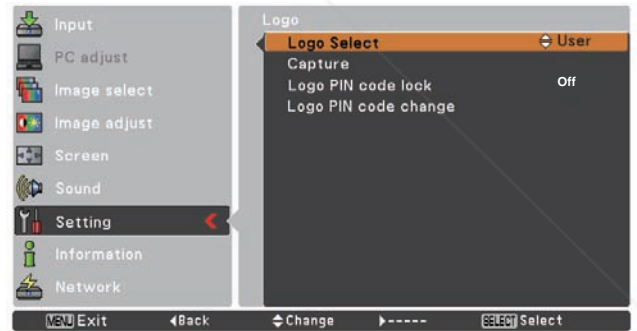 Input
PC adjust
Image select
Image adjust
Screen
Sound
Setting
Information
Network
Logo
Logo Select User
Capture
Logo PIN code lock Off
Logo PIN code change
MENU Exit ◀Back Change ▶----- SELECT Select